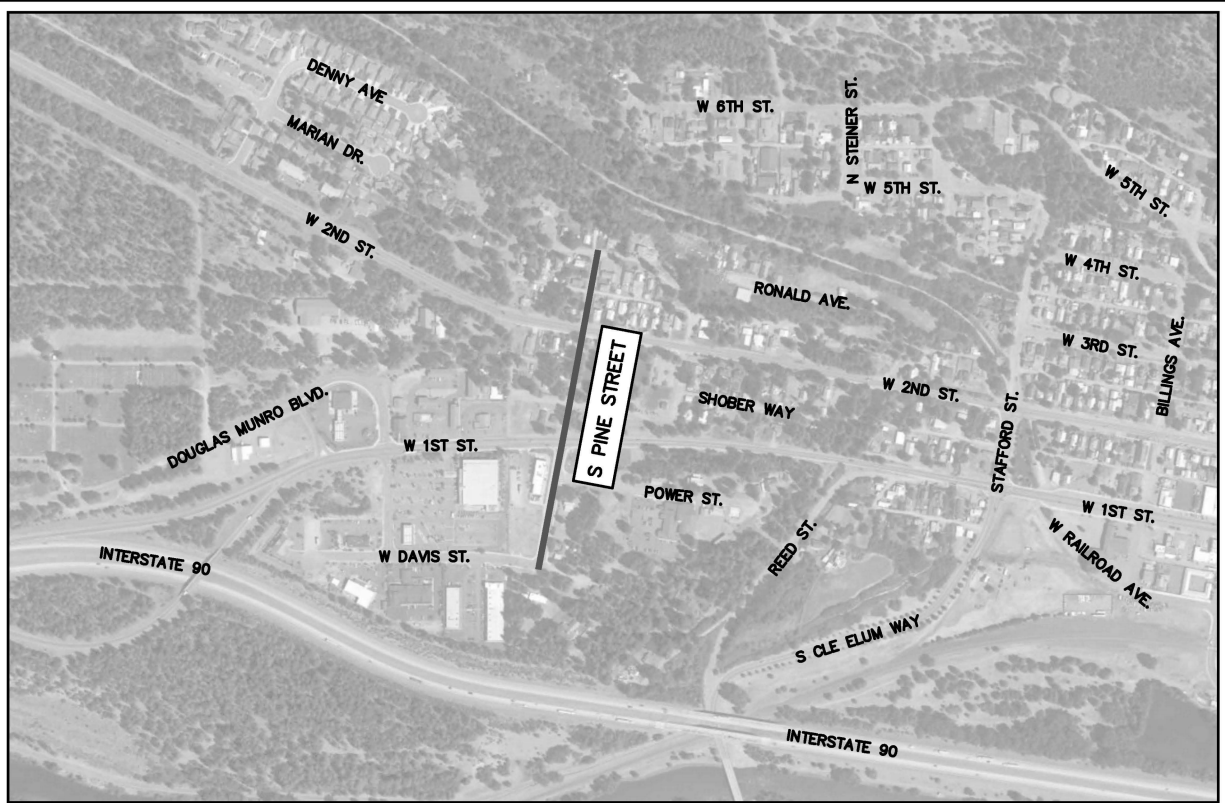 DENNY AVE
MARIAN DR.
W 2ND ST.
W 6TH ST.
N STEINER ST.
W 5TH ST.
W 5TH ST.
W 4TH ST.
RONALD AVE.
W 3RD ST.
BILLINGS AVE.
S PINE STREET
W 2ND ST.
SHOBER WAY
STAFFORD ST.
DOUGLAS MUNRO BLVD.
W 1ST ST.
POWER ST.
W 1ST ST.
REED ST.
W RAILROAD AVE.
INTERSTATE 90
W DAVIS ST.
S CLE ELUM WAY
INTERSTATE 90